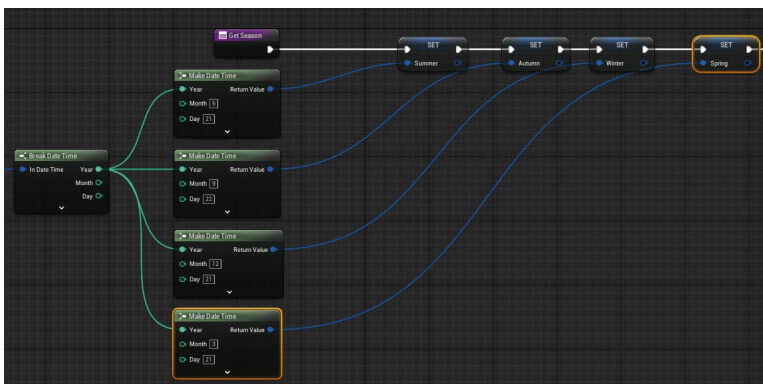 Get Season
SET
SET
SET
SET
Summer
Autumn
Winter
Spring
Make Date Time
Year Return Value
Month 6
Day 21
Break Date Time
In Date Time Year
Month
Day
Make Date Time
Year Return Value
Month 9
Day 22
Make Date Time
Year Return Value
Month 12
Day 21
Make Date Time
Year Return Value
Month 3
Day 21